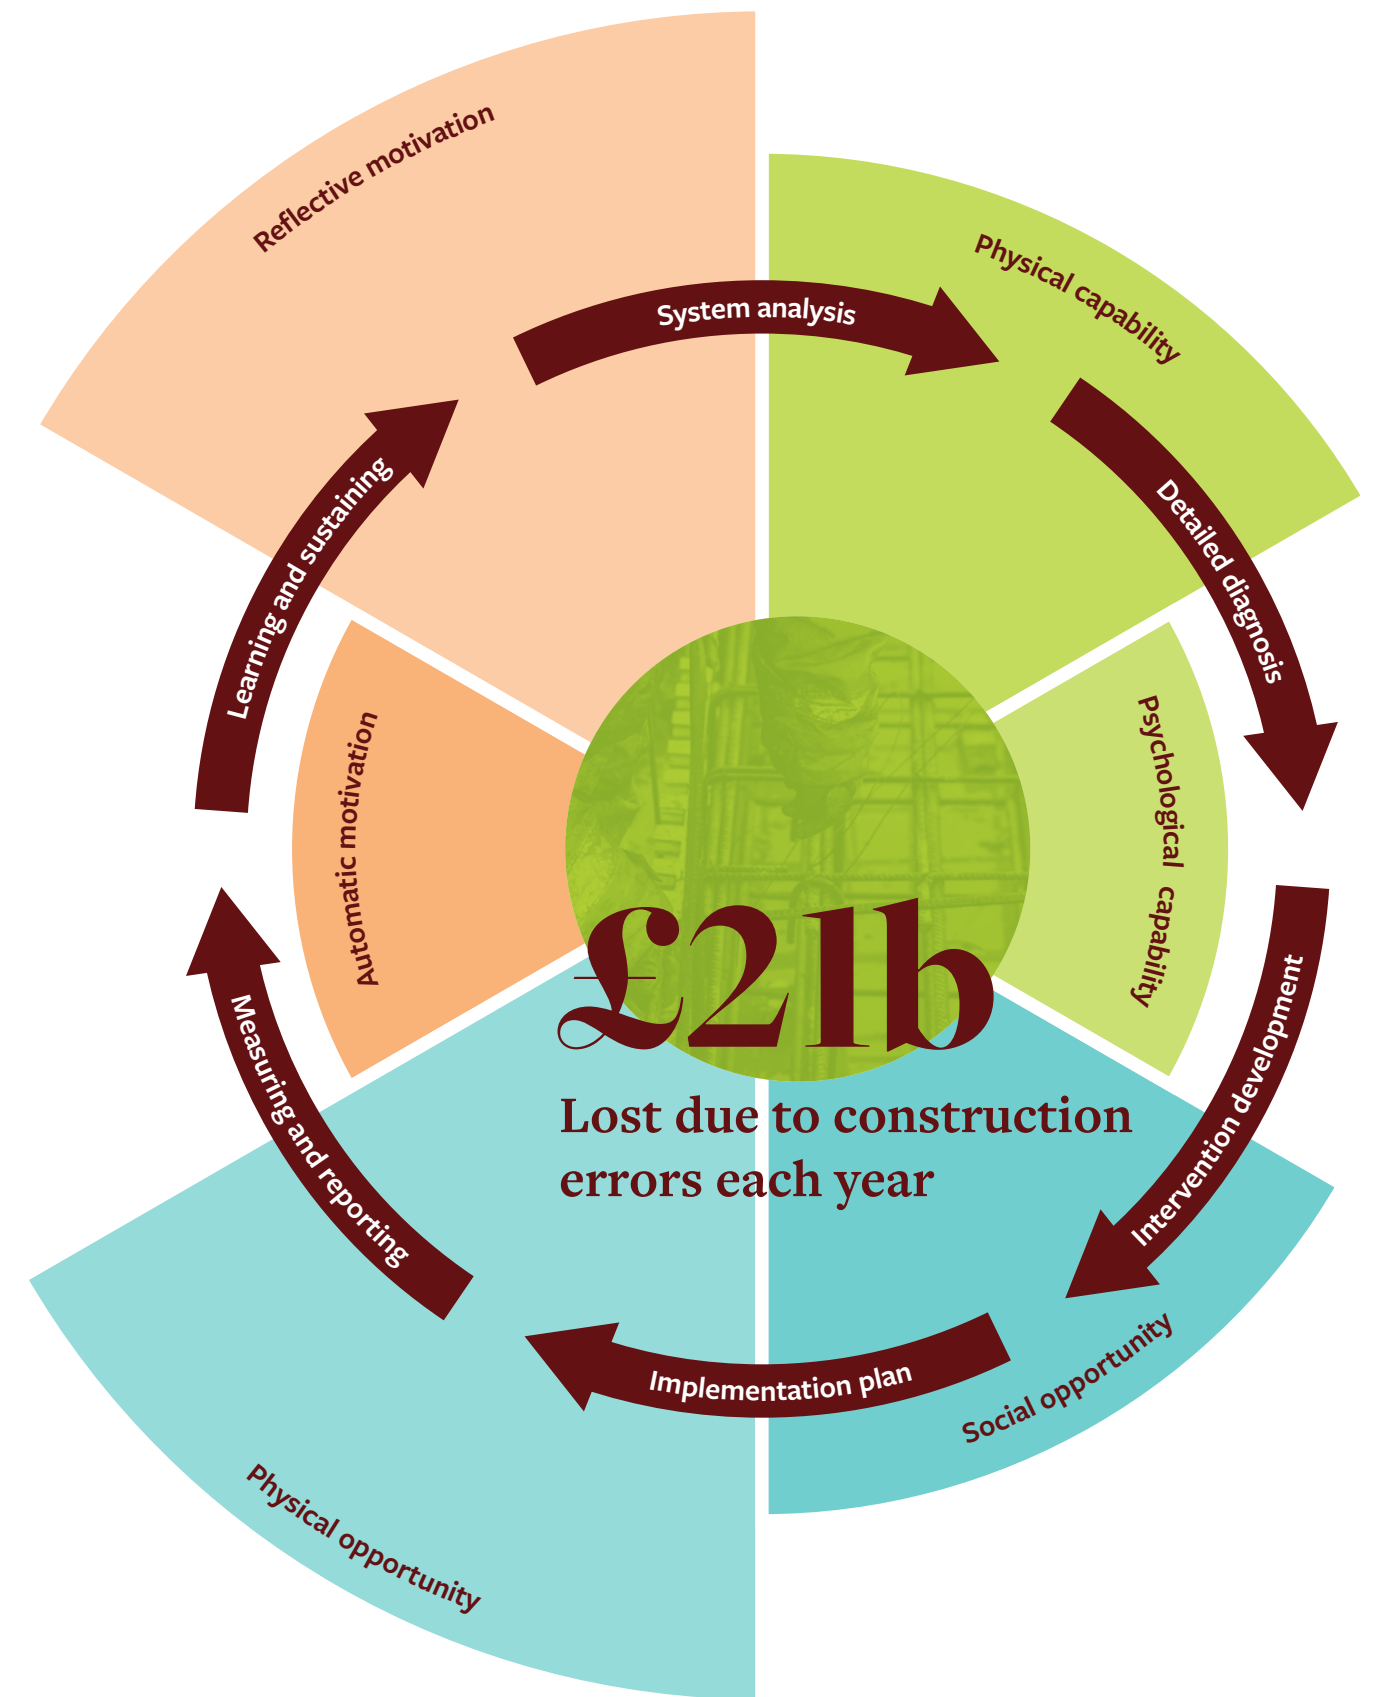 Reflective motivation
Physical capability
System analysis
Detailed diagnosis
Learning and sustaining
Psychological capability
Automatic motivation
£21b
Lost due to construction
errors each year
Intervention development
Measuring and reporting
Implementation plan
Social opportunity
Physical opportunity